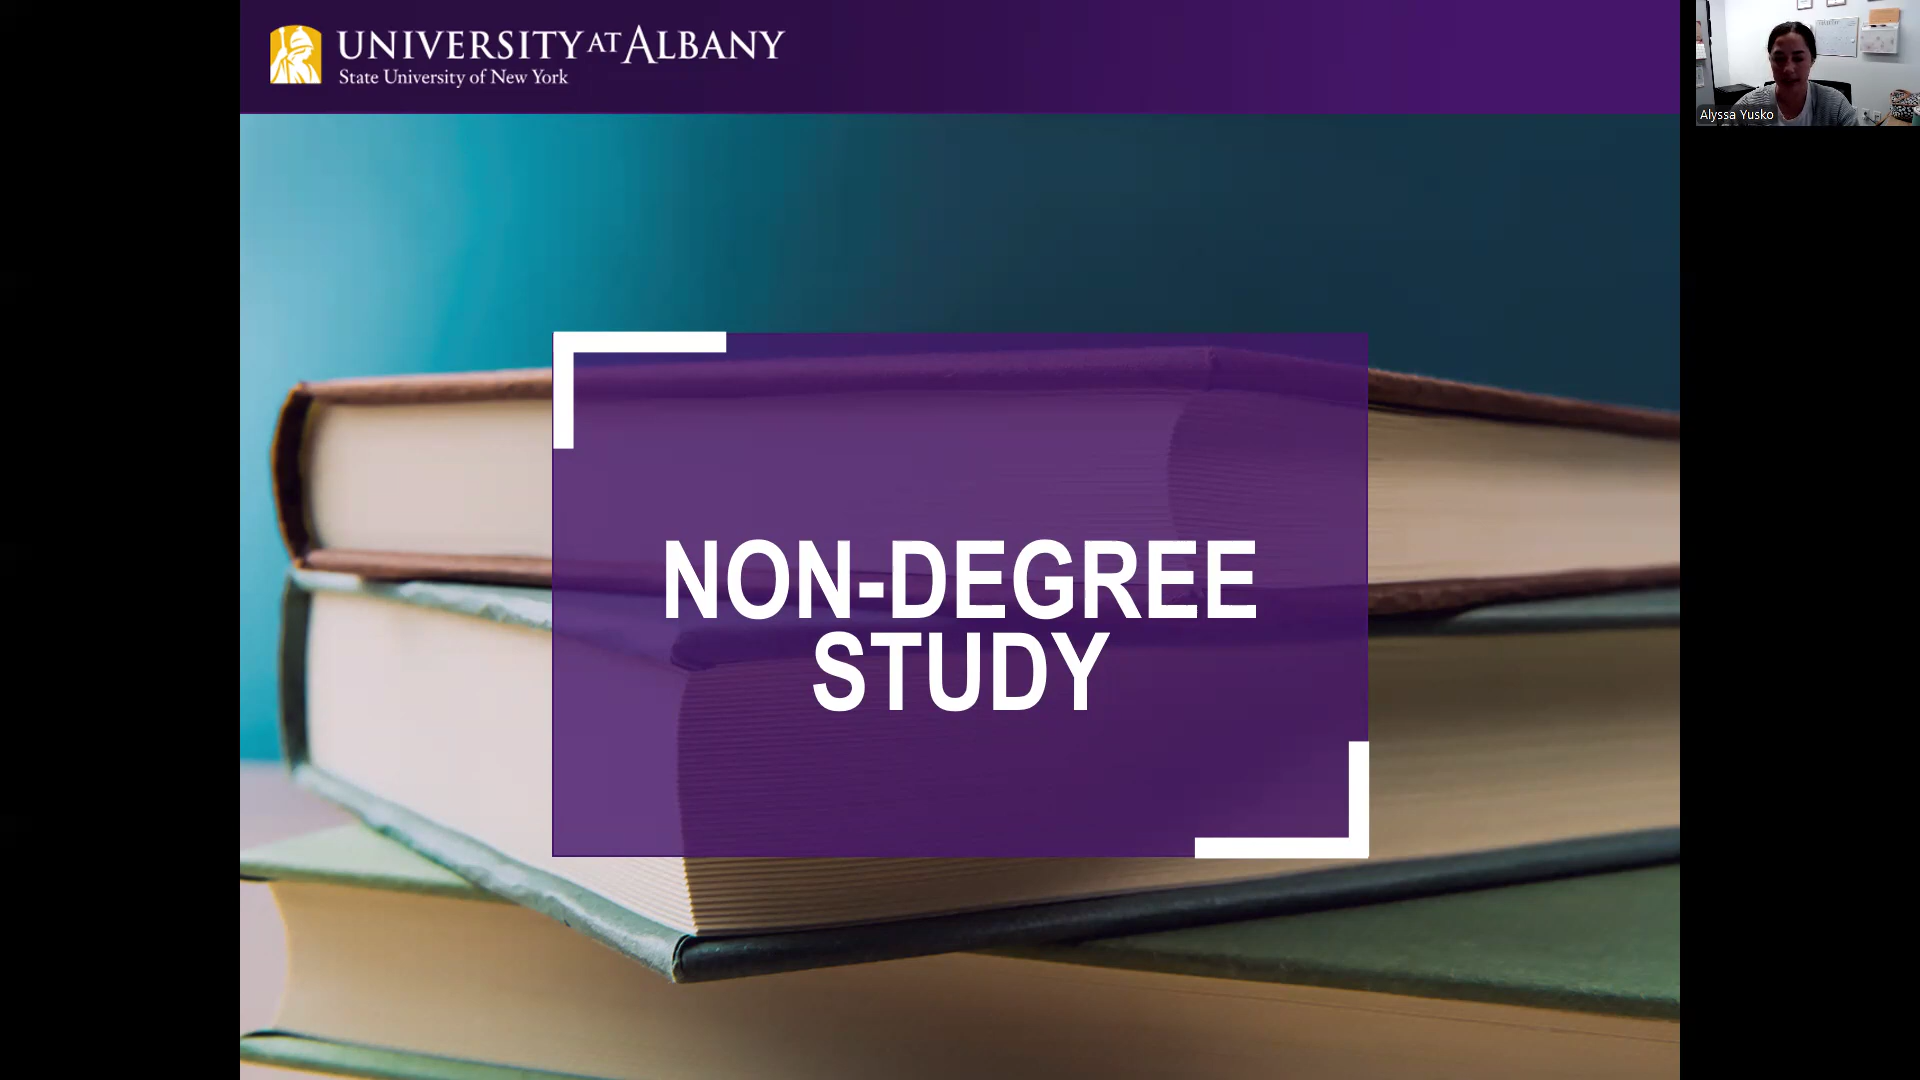 UNIVERSITY AT ALBANY
State University of New York
Alyssa Yusko
NON-DEGREE
STUDY